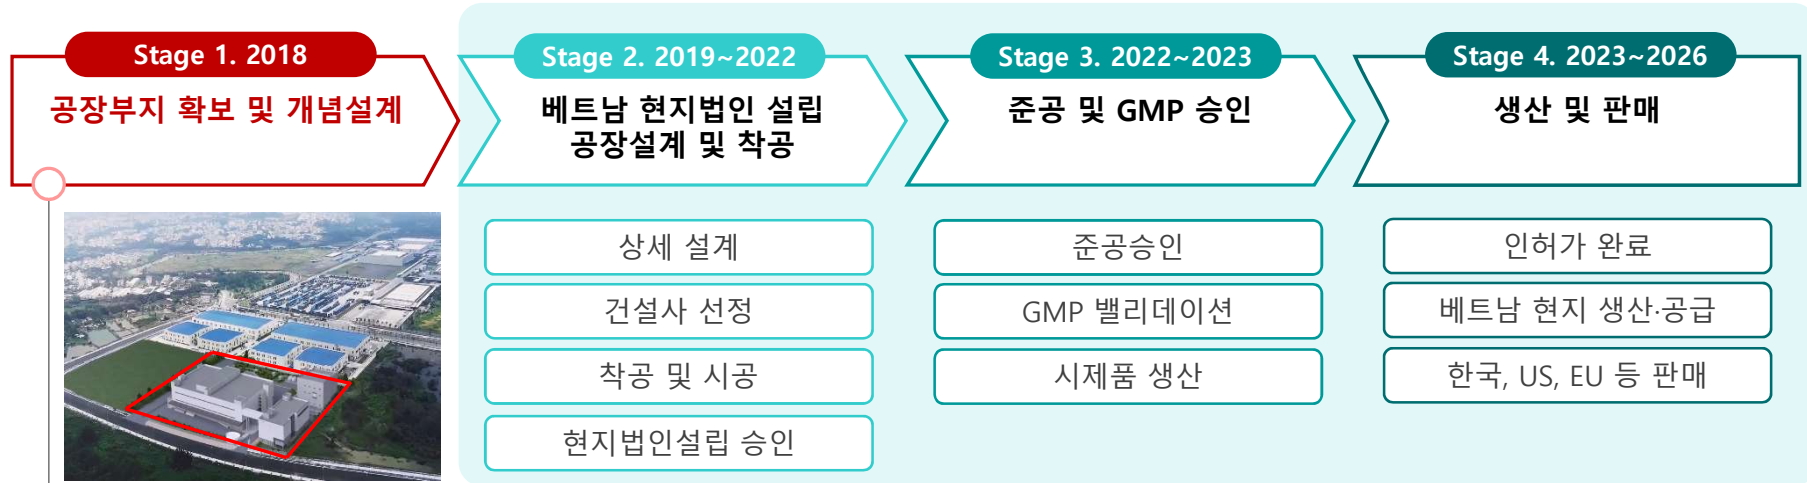 Stage 1. 2018
공장부지 확보 및 개념설계
Stage 2. 2019~2022
베트남 현지법인 설립
공장설계 및 착공
상세 설계
건설사 선정
착공 및 시공
현지법인설립 승인
Stage 3. 2022~2023
준공 및 GMP 승인
준공승인
GMP 밸리데이션
시제품 생산
Stage 4. 2023~2026
생산 및 판매
인허가 완료
베트남 현지 생산·공급
한국, US, EU 등 판매